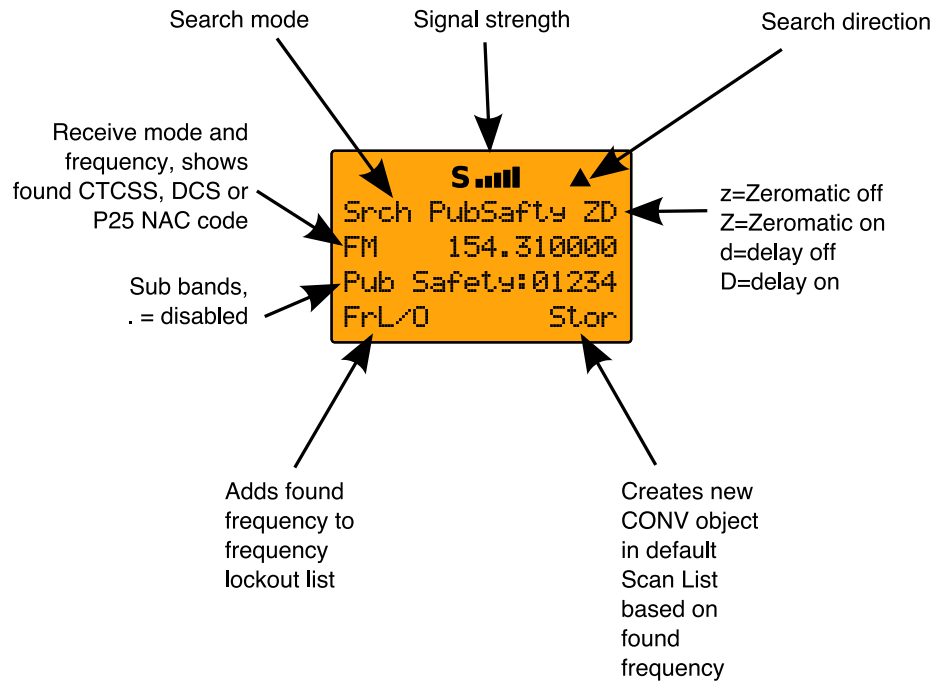 Search mode
Signal strength
Search direction
Receive mode and
frequency, shows
found CTCSS, DCS or
P25 NAC code
Sub bands,
. = disabled
S
Srch PubSafty ZD
FM 154.310000
Pub Safety:01234
FrL/O Stor
z=Zeromatic off
Z=Zeromatic on
d=delay off
D=delay on
Adds found
frequency to
frequency
lockout list
Creates new
CONV object
in default
Scan List
based on
found
frequency